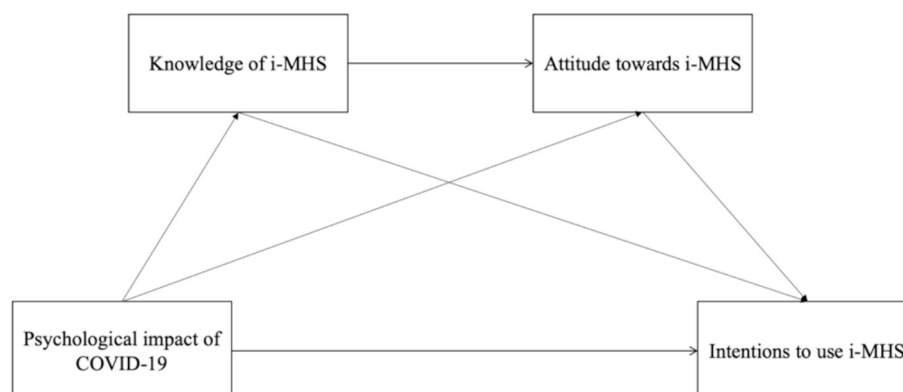 Knowledge of i-MHS
Attitude towards i-MHS
Psychological impact of
COVID-19
Intentions to use i-MHS